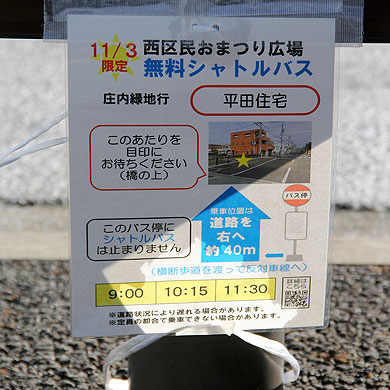 11/3
限定
西区民おまつり広場
無料シャトルバス
庄内緑地行
平田住宅
このあたりを
目印に
お待ちください
(橋の上)
このバス停に
シャトルバス
は止まりません
乗車位置は
道路を
右へ
約40m
バス停
(横断歩道を渡って反対車線へ)
9:00
10:15
11:30
詳細は
こちら
※道路状況により遅れる場合があります。
※定員の都合で乗車できない場合があります。